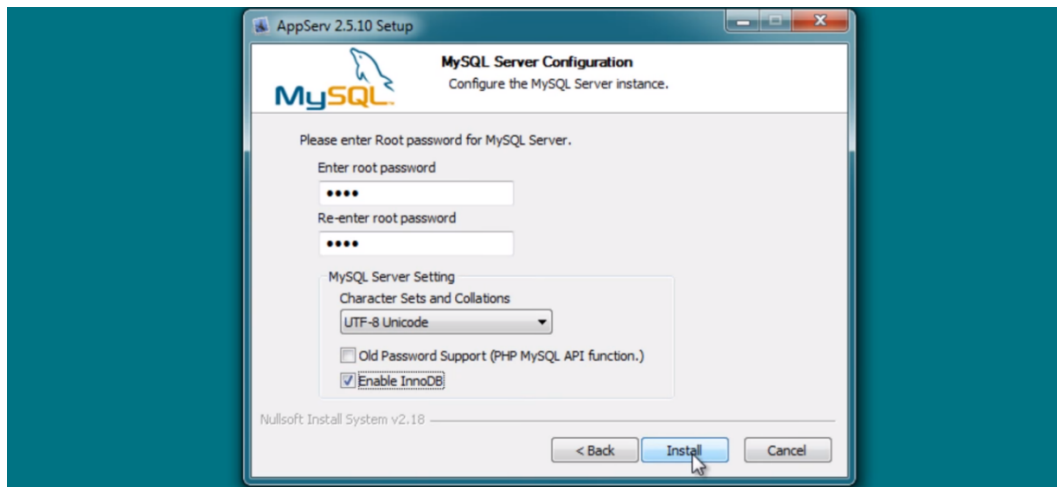 AppServ 2.5.10 Setup
MySQL Server Configuration
Configure the MySQL Server instance.
MySQL
Please enter Root password for MySQL Server.
Enter root password
••••
Re-enter root password
••••
MySQL Server Setting
Character Sets and Collations
UTF-8 Unicode
Old Password Support (PHP MySQL API function.)
Enable InnoDB
Nullsoft Install System v2.18
< Back Install Cancel